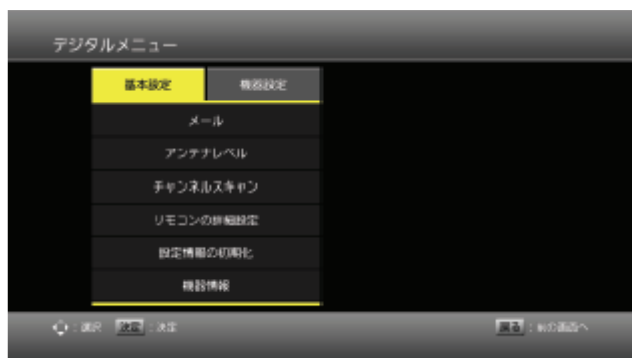 デジタルメニュー
基本設定 機器設定
メール
アンテナレベル
チャンネルスキャン
リモコンの詳細設定
設定情報の初期化
機器情報
:選択 決定:決定 戻る:前の画面へ